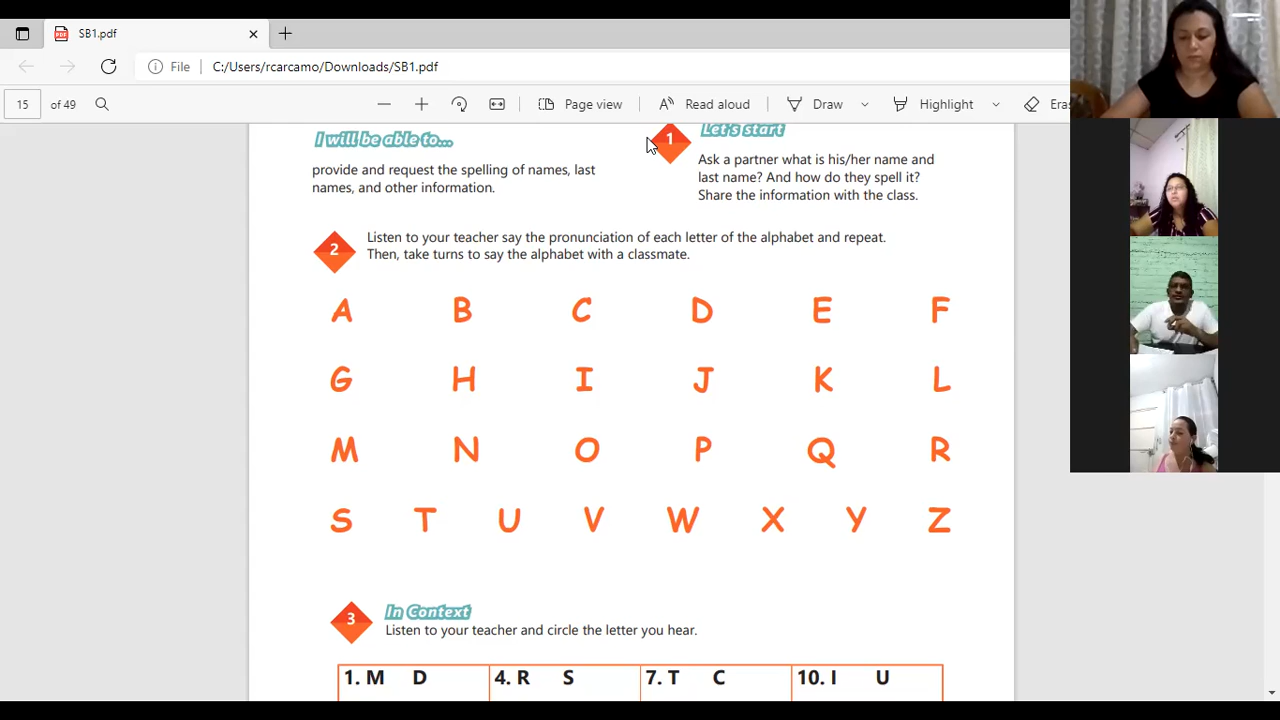 SB1.pdf
File C:/Users/rcarcamo/Downloads/SB1.pdf
15 of 49 Page view Read aloud Draw Highlight
I will be able to...
provide and request the spelling of names, last
names, and other information.
1 Let's start
Ask a partner what is his/her name and
last name? And how do they spell it?
Share the information with the class.
2 Listen to your teacher say the pronunciation of each letter of the alphabet and repeat.
Then, take turns to say the alphabet with a classmate.
A B C D E F
G H I J K L
M N O P Q R
S T U V W X Y Z
3 In Context
Listen to your teacher and circle the letter you hear.
1. M D 4. R S 7. T C 10. I U